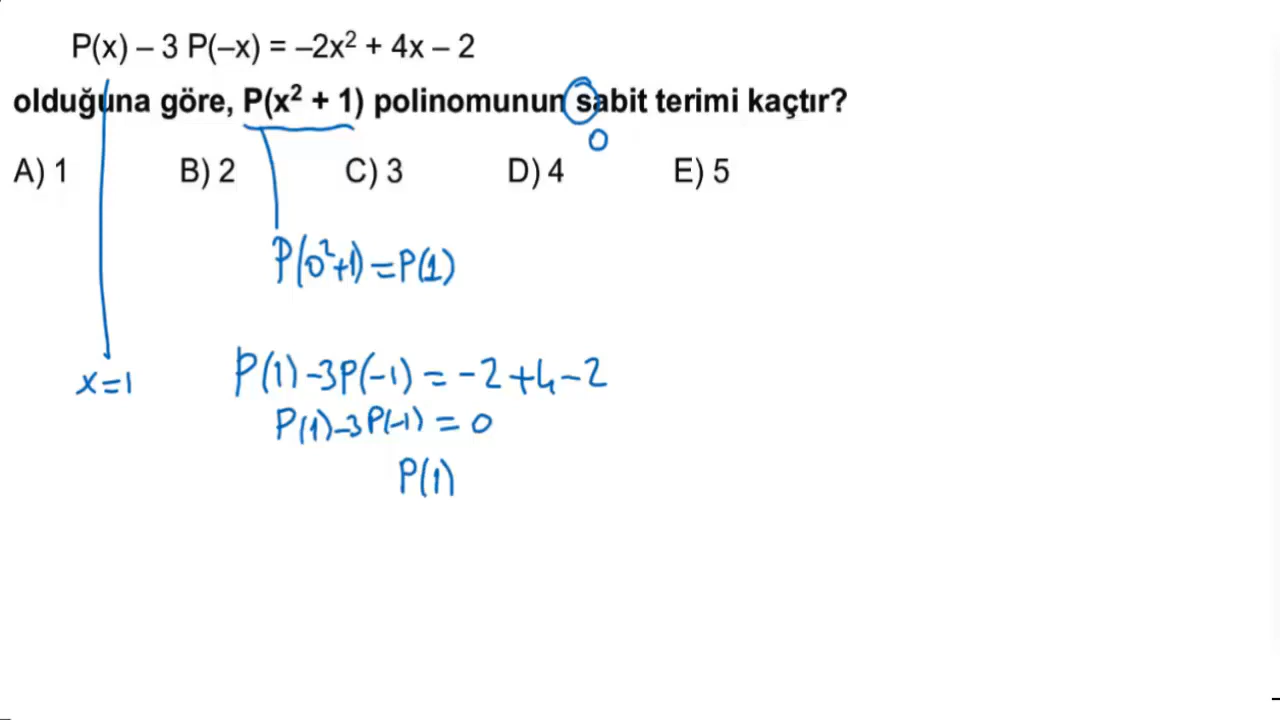 P(x) – 3 P(–x) = –2x² + 4x – 2
olduğuna göre, P(x² + 1) polinomunun sabit terimi kaçtır?
0
A) 1 B) 2 C) 3 D) 4 E) 5
P(0²+1) = P(1)
x=1 P(1) -3P(-1) = -2+4-2
P(1)-3P(-1) = 0
P(1)